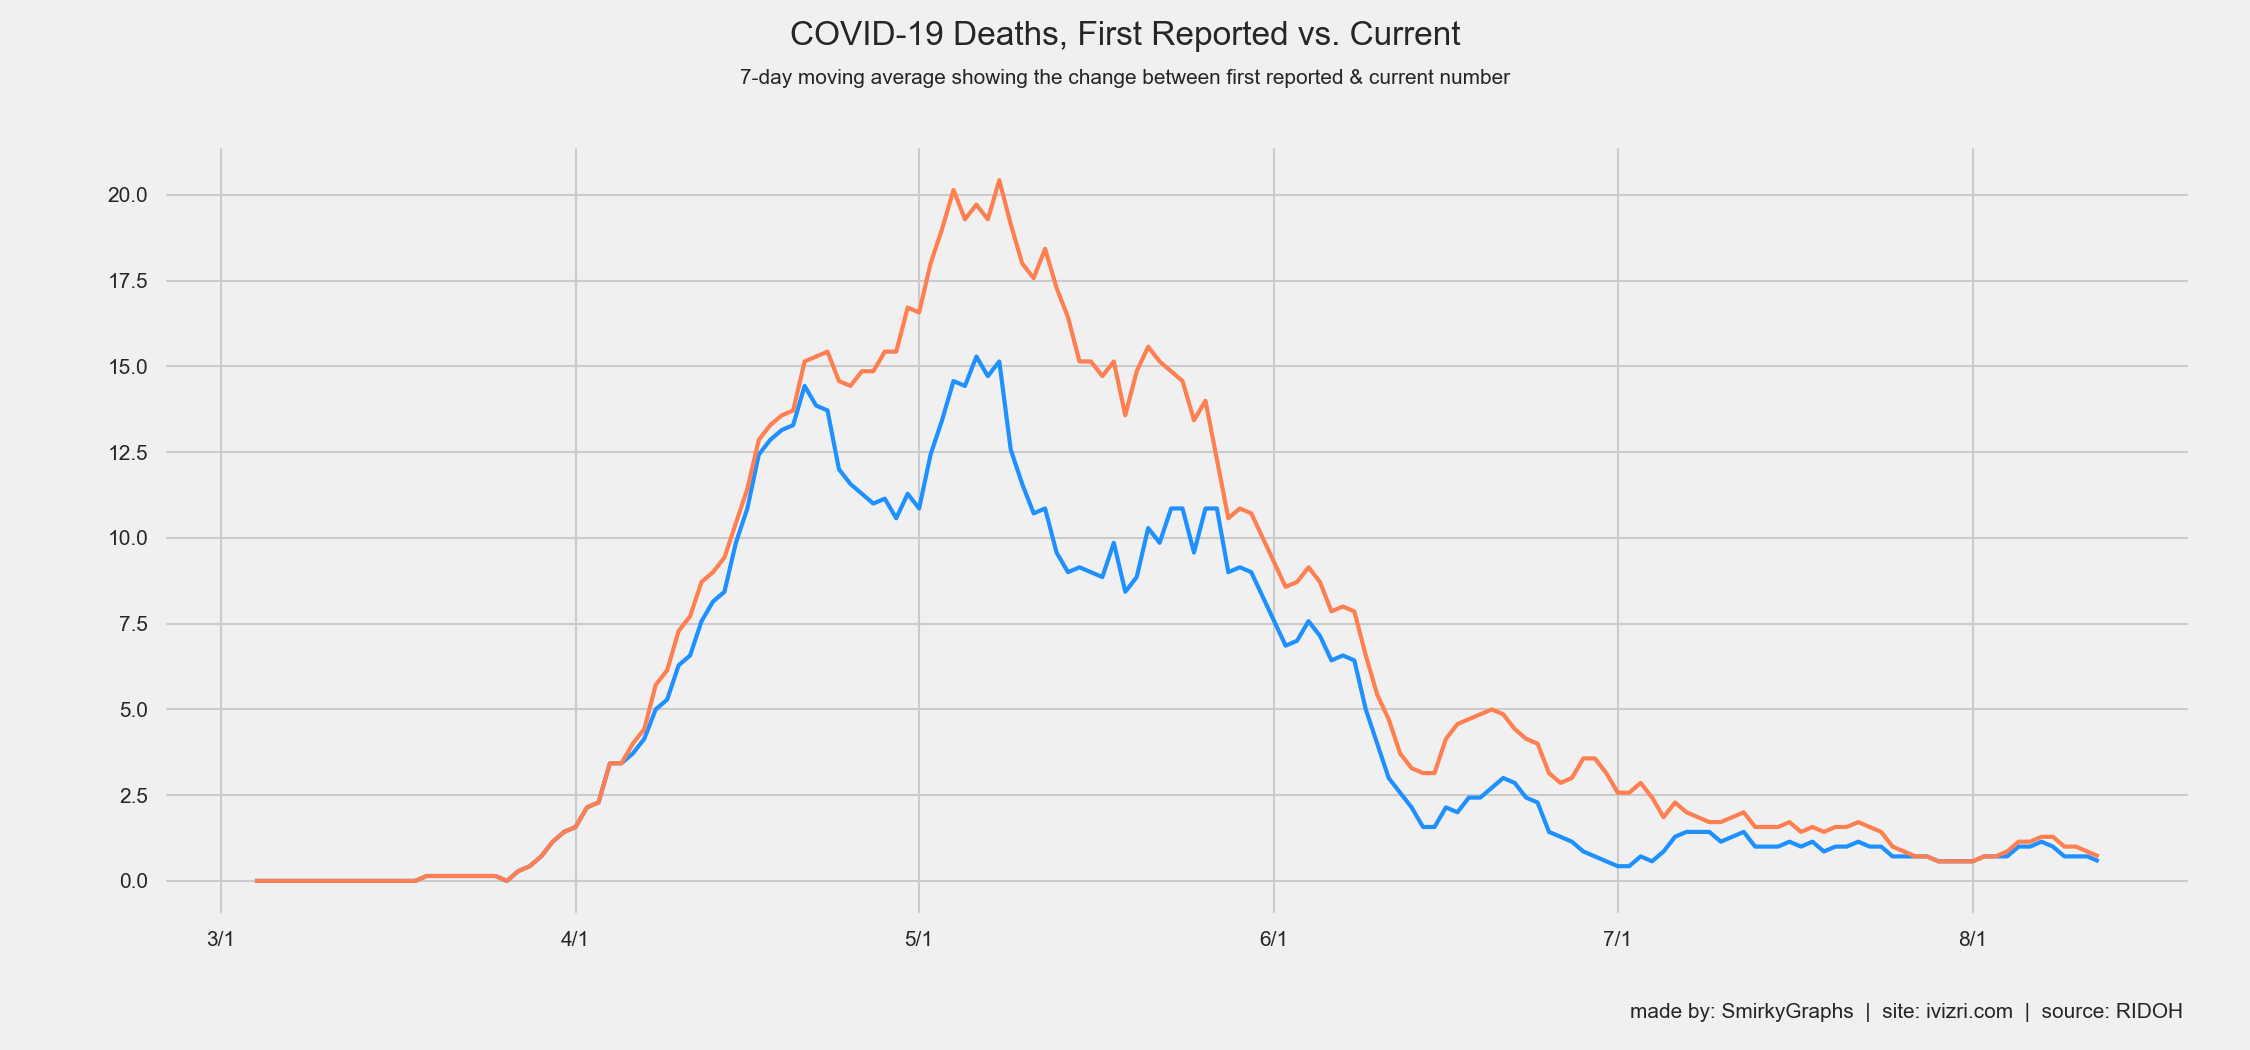 COVID-19 Deaths, First Reported vs. Current
7-day moving average showing the change between first reported & current number
20.0
17.5
15.0
12.5
10.0
7.5
5.0
2.5
0.0
3/1 4/1 5/1 6/1 7/1 8/1
made by: SmirkyGraphs | site: ivizri.com | source: RIDOH